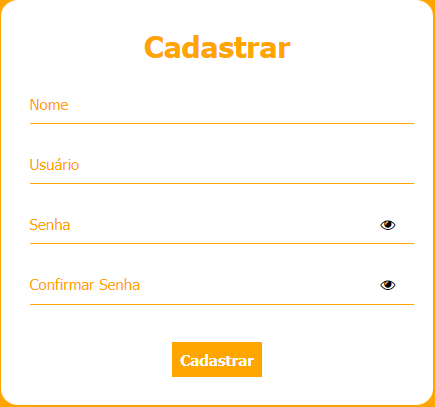 Cadastrar
Nome
Usuário
Senha
Confirmar Senha
Cadastrar